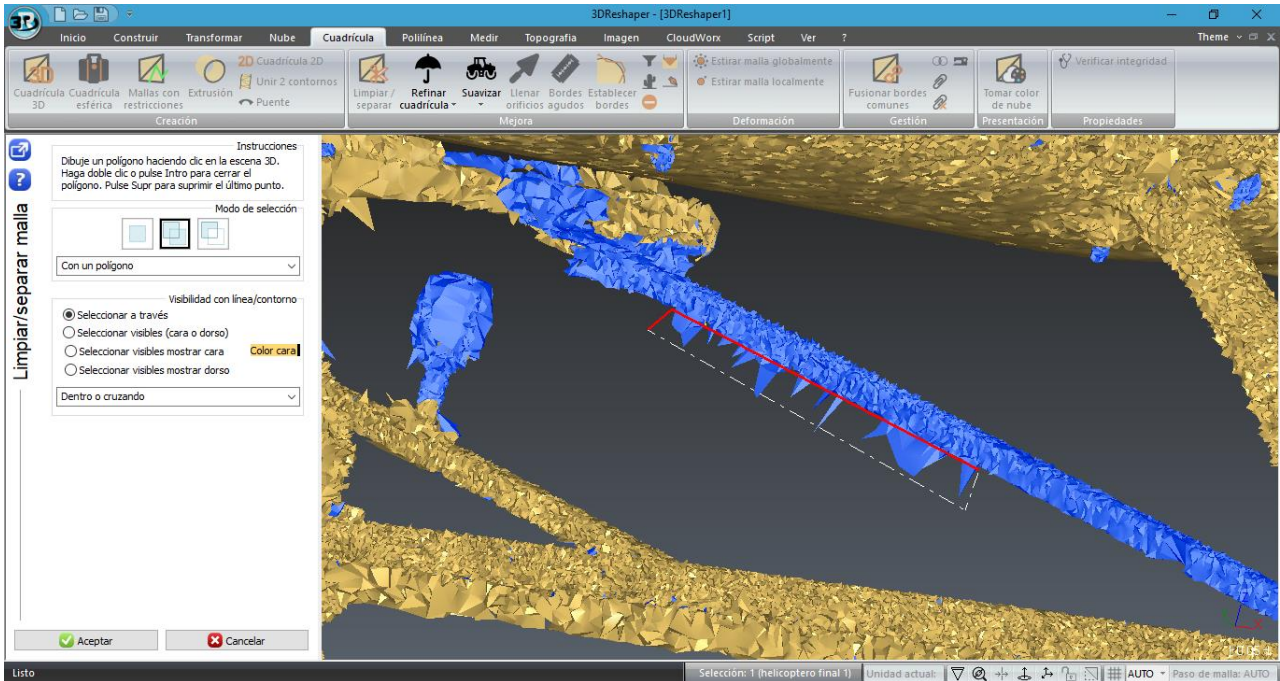 3DReshaper - [3DReshaper1]
Inicio Construir Transformar Nube Cuadrícula Polilínea Medir Topografia Imagen CloudWorx Script Ver ? Theme
Cuadrícula 3D
Cuadrícula esférica
Mallas con restricciones
Extrusión
2D Cuadrícula 2D
Unir 2 contornos
Puente
Creación
Limpiar / separar
Refinar cuadrícula
Suavizar
Llenar orificios
Bordes agudos
Establecer bordes
Mejora
Estirar malla globalmente
Estirar malla localmente
Deformación
Fusionar bordes comunes
Gestión
Tomar color de nube
Presentación
Verificar integridad
Propiedades
Limpiar/separar malla
Instrucciones
Dibuje un polígono haciendo clic en la escena 3D.
Haga doble clic o pulse Intro para cerrar el
polígono. Pulse Supr para suprimir el último punto.
Modo de selección
Con un polígono
Visibilidad con línea/contorno
Seleccionar a través
Seleccionar visibles (cara o dorso)
Seleccionar visibles mostrar cara Color cara
Seleccionar visibles mostrar dorso
Dentro o cruzando
Aceptar Cancelar
Listo Selección: 1 (helicoptero final 1) Unidad actual: AUTO Paso de malla: AUTO